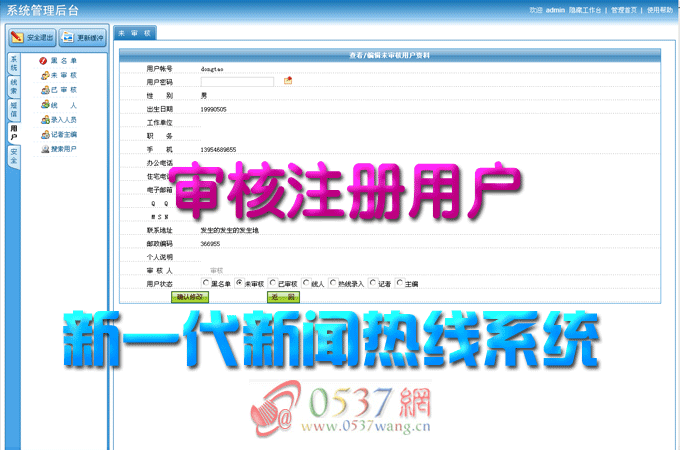 系统管理后台
欢迎 admin 隐藏工作台 | 管理首页 | 使用帮助
安全退出 更新缓冲
未 审 核
系统
线索
短信
用户
安全
黑 名 单
未 审 核
已 审 核
线 人
录入人员
记者主编
搜索用户
查看/编辑未审核用户资料
用户帐号 dongtao
用户密码
性 别 男
出生日期 19990505
工作单位
职 务
手 机 13954689655
办公电话
住宅电话
电子邮箱
Q Q
M S N
联系地址 发生的发生的发生地
邮政编码 366955
个人说明
审 核 人 审核
用户状态 黑名单 未审核 已审核 线人 热线录入 记者 主编
确认修改 返 回
审核注册用户
新一代新闻热线系统
@ 0537網
www.0537wang.cn